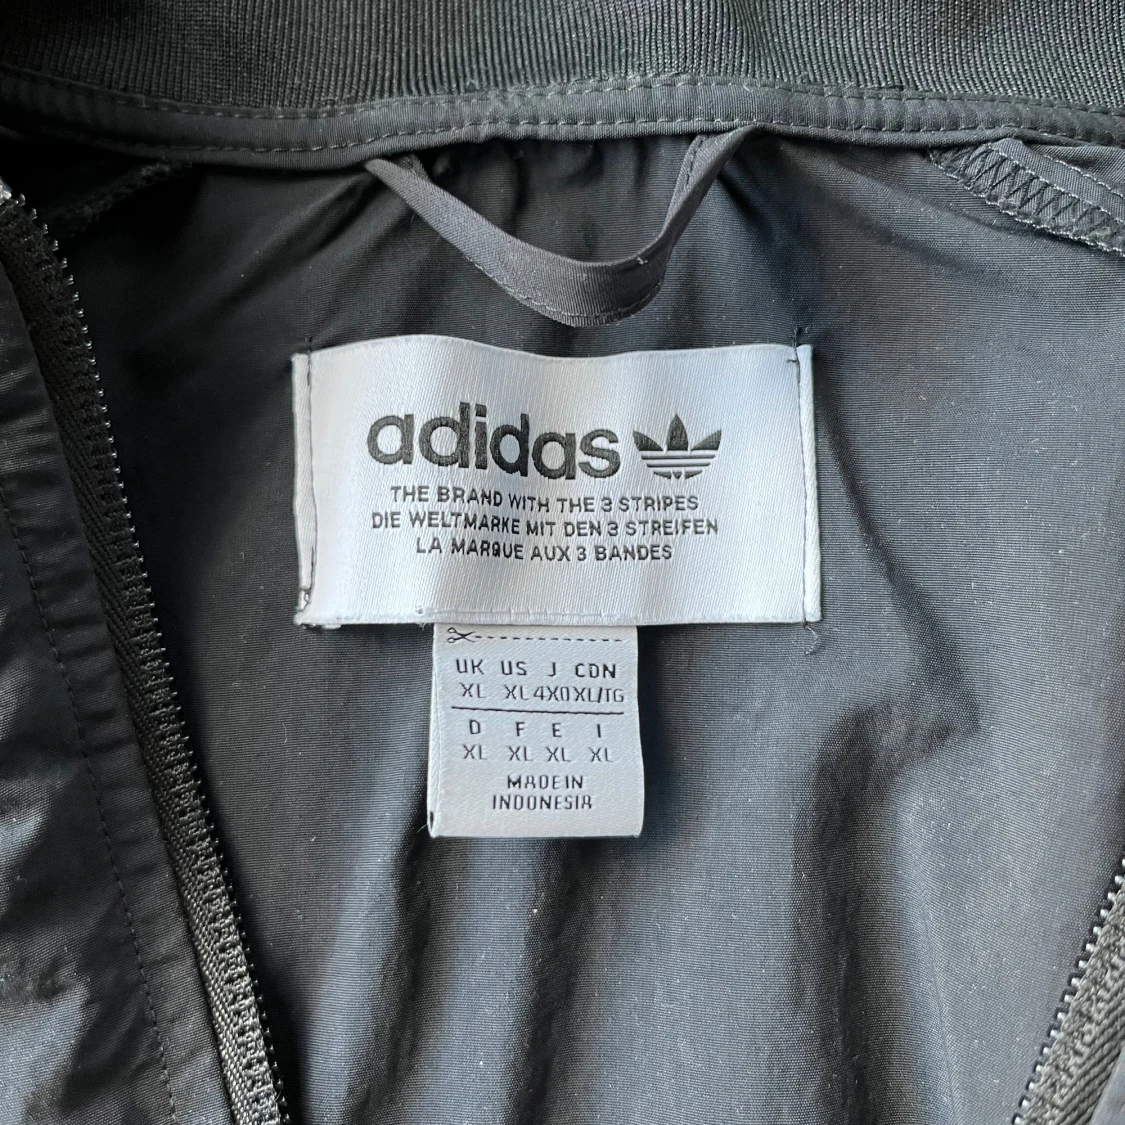 adidas
THE BRAND WITH THE 3 STRIPES
DIE WELTMARKE MIT DEN 3 STREIFEN
LA MARQUE AUX 3 BANDES
UK US J CDN
XL XL 4XO XL/TG
D F E I
XL XL XL XL
MADE IN
INDONESIA